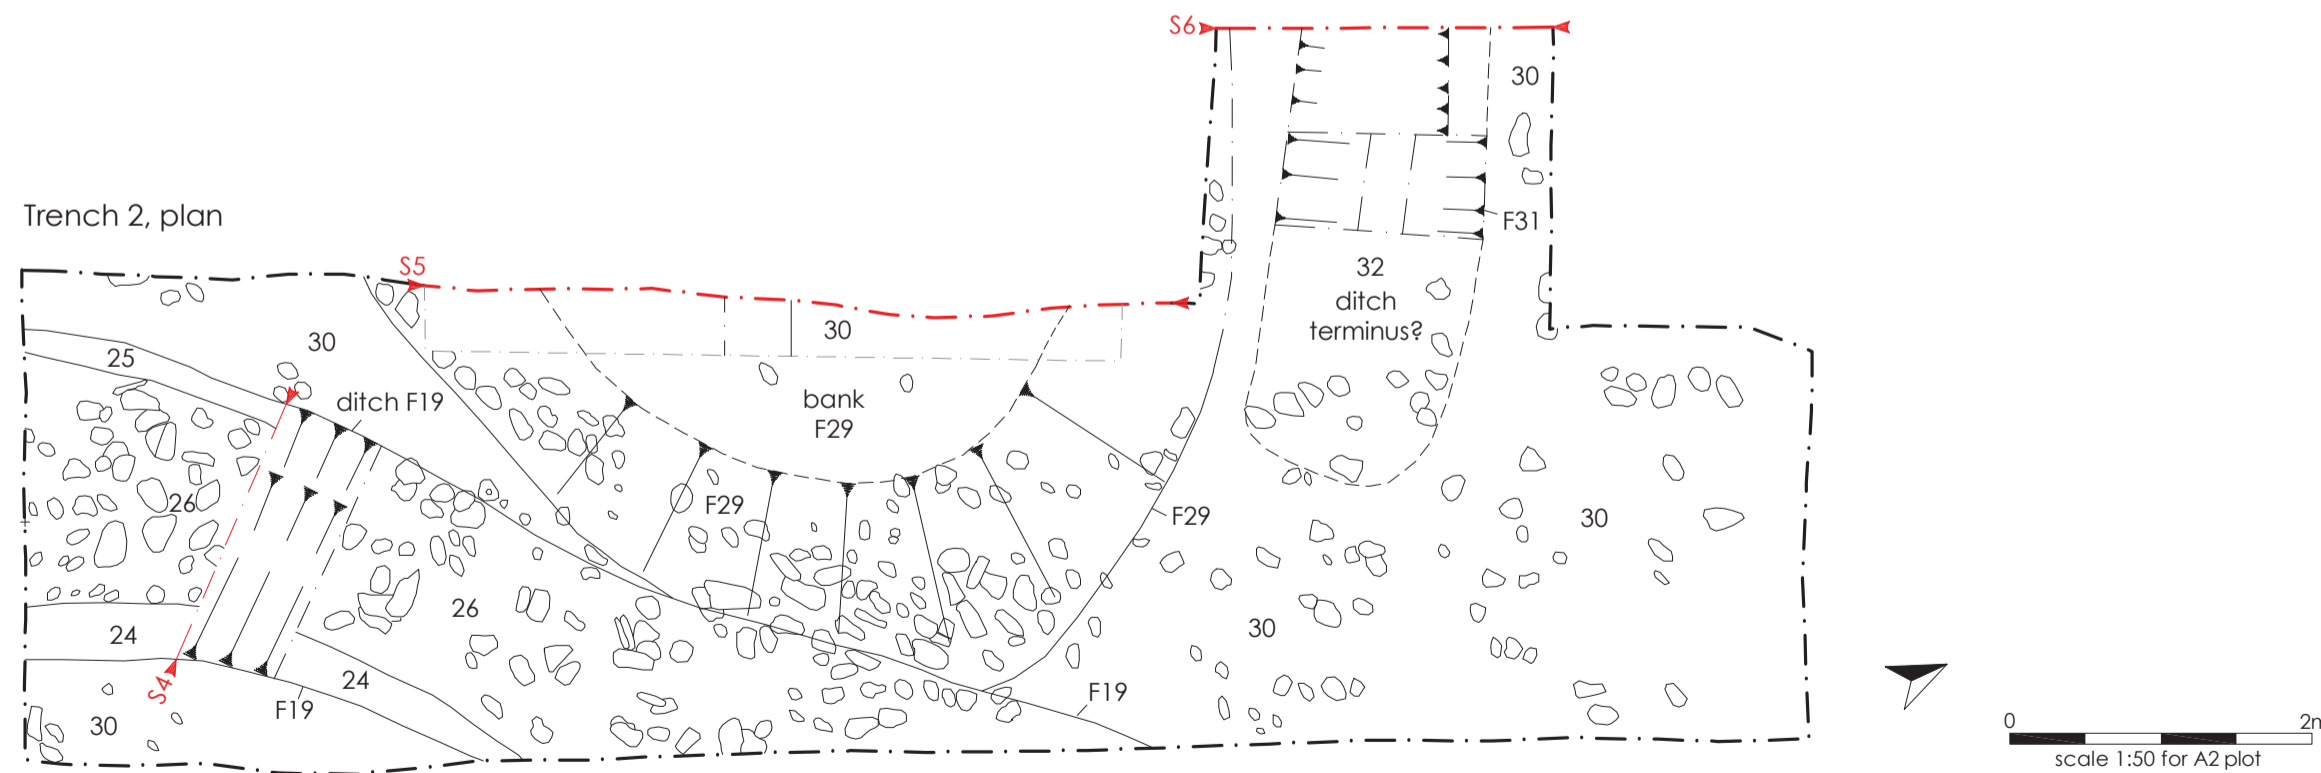 S6
30
Trench 2, plan
F31
S5
32
ditch
terminus?
30
30
25
ditch F19
bank
F29
26
F29
F29
30
26
24
30
24
S4
F19
F19
30
0 2m
scale 1:50 for A2 plot